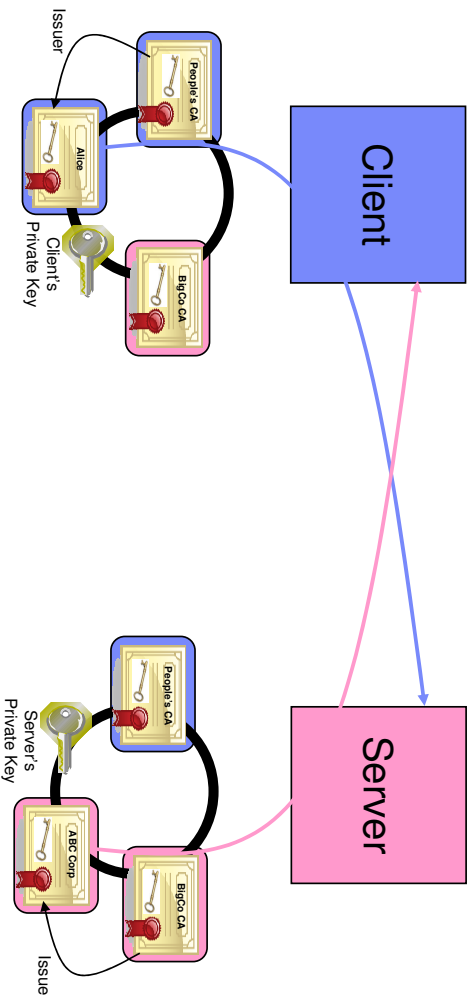 Client
Server
People's CA
Issuer
Alice
BigCo CA
Client's
Private Key
People's CA
Server's
Private Key
ABC Corp
BigCo CA
Issue